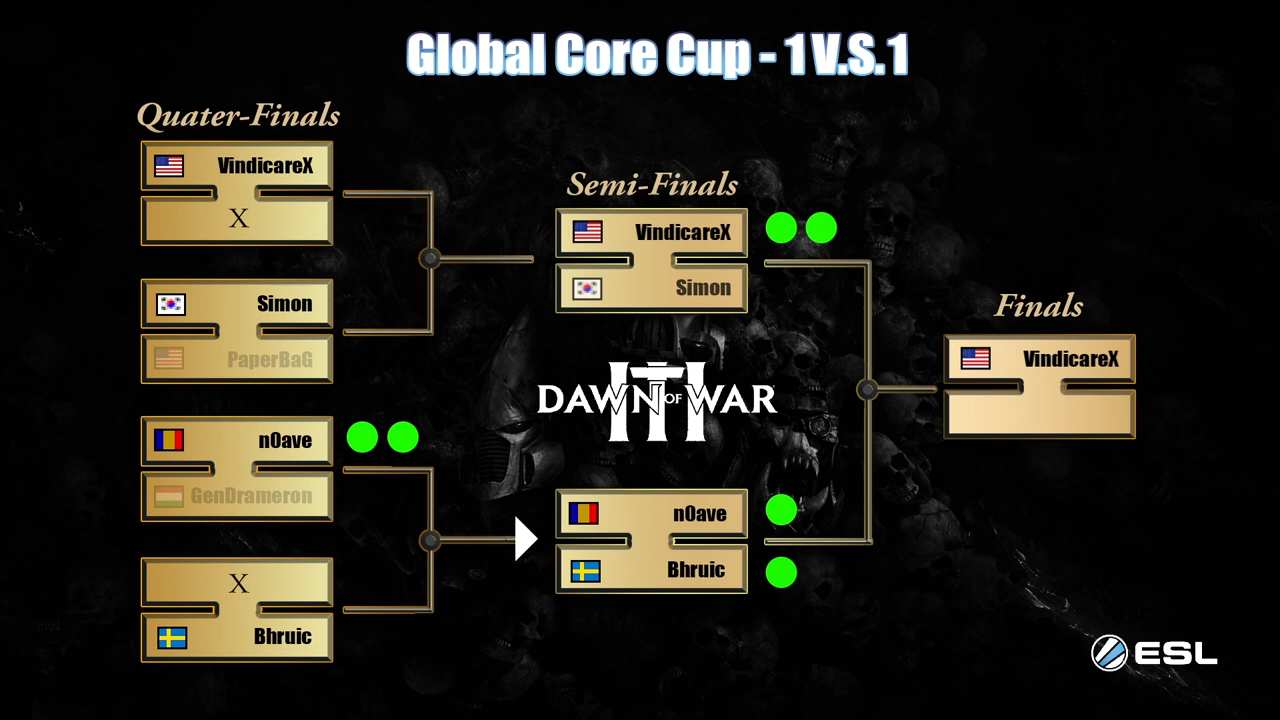 Global Core Cup - 1 V.S.1
Quater-Finals
VindicareX
X
Simon
PaperBaG
n0ave
GenDrameron
X
Bhruic
Semi-Finals
VindicareX
Simon
DAWN OF WAR
III
n0ave
Bhruic
Finals
VindicareX
ESL